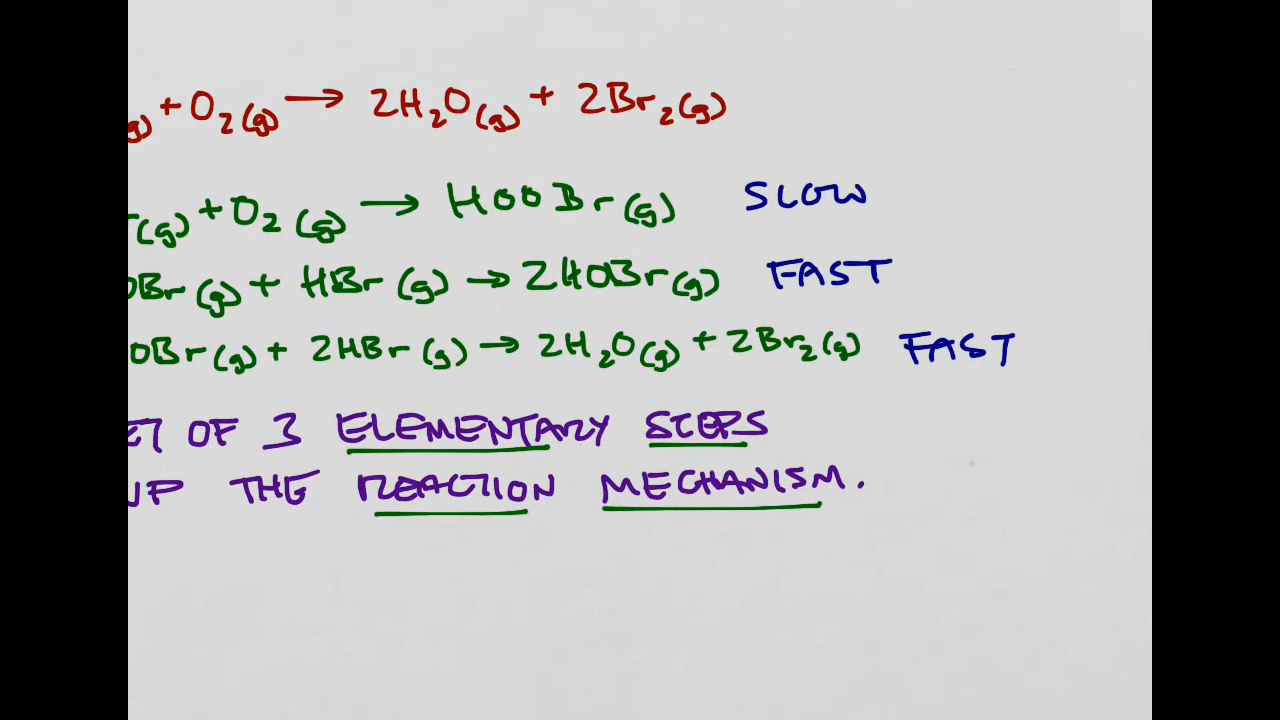 (g) + O₂(g) → 2H₂O(g) + 2Br₂(g)
r(g) + O₂(g) → HOOBr(g) SLOW
OBr(g) + HBr(g) → 2HOBr(g) FAST
OBr(g) + 2HBr(g) → 2H₂O(g) + 2Br₂(g) FAST
ET OF 3 ELEMENTARY STEPS
UP THE REACTION MECHANISM.